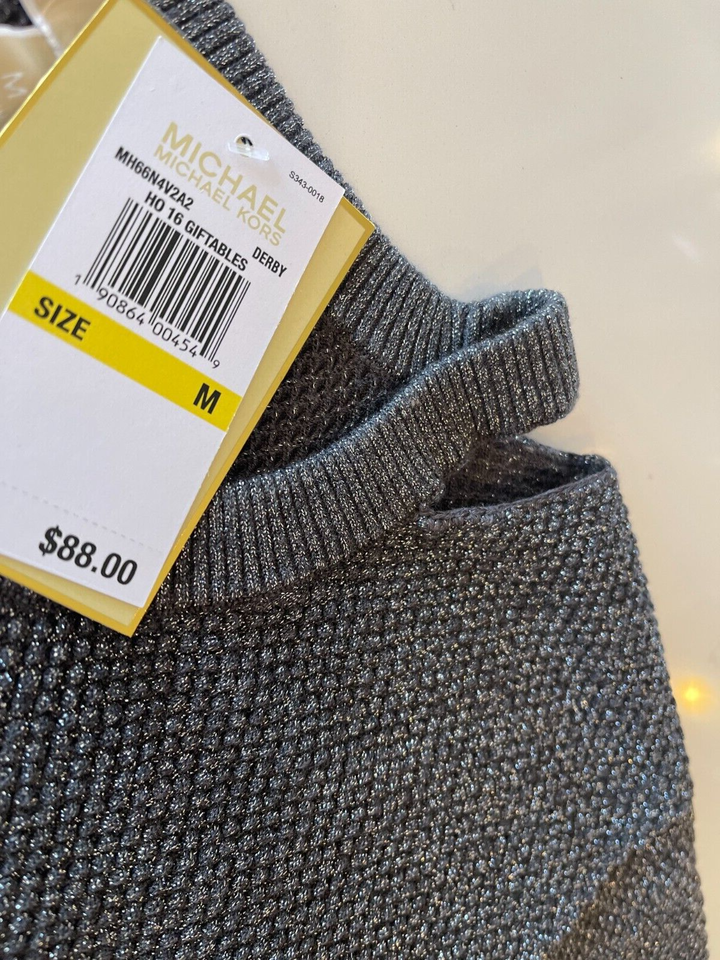 S343-0018
MICHAEL
MICHAEL KORS
MH66N4V2A2
HO 16 GIFTABLES
DERBY
1 90864 00454 9
SIZE
M
$88.00
M